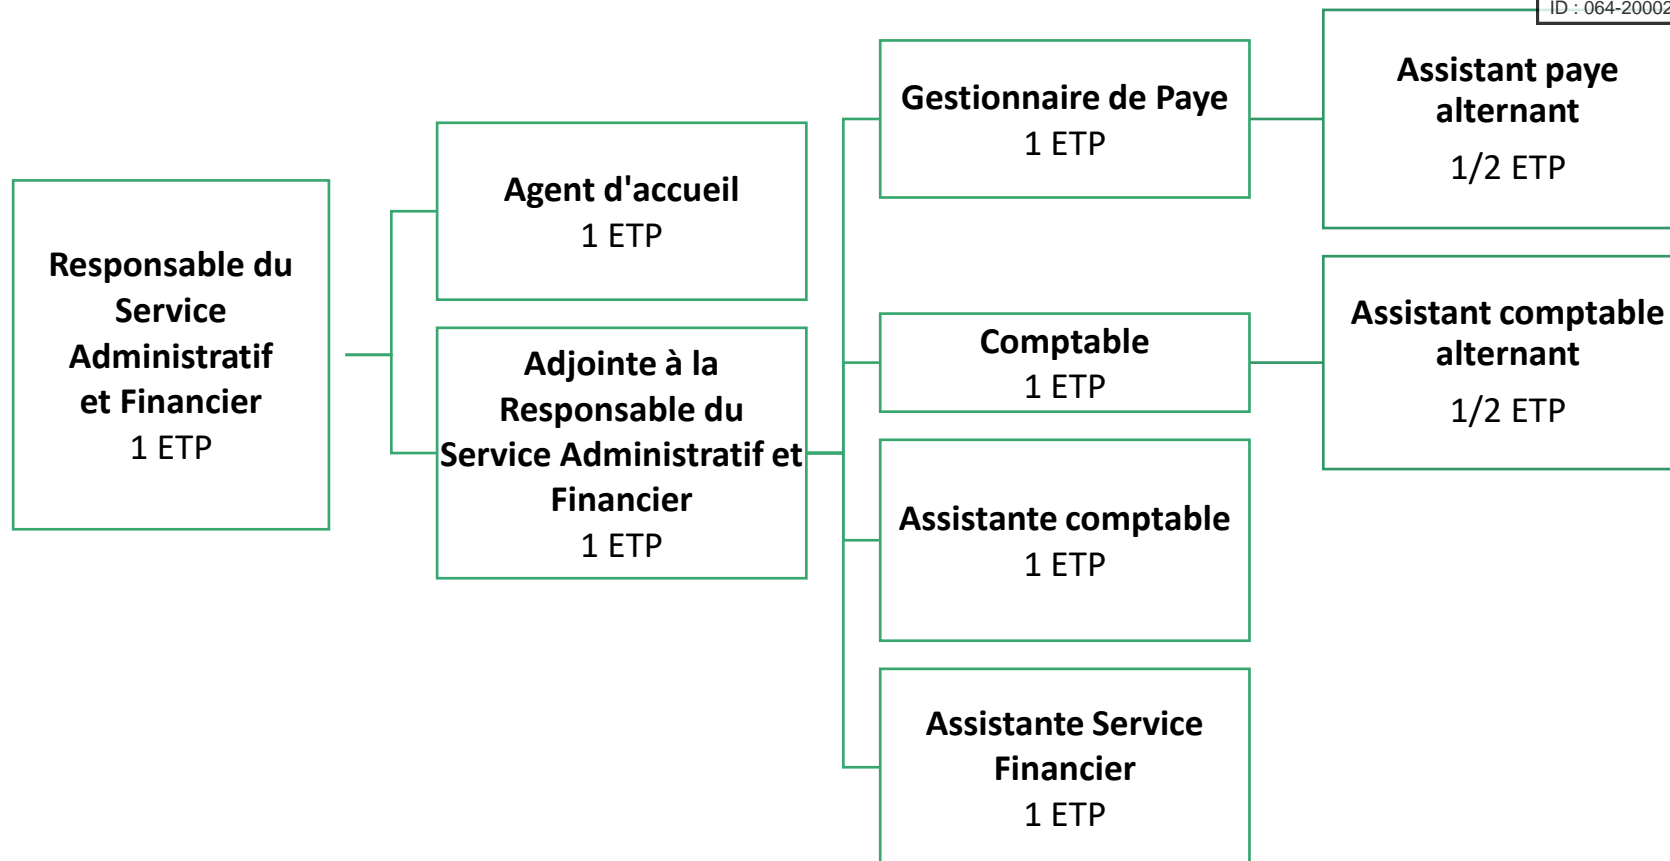 ID : 064-20002
Responsable du
Service
Administratif
et Financier
1 ETP
Agent d'accueil
1 ETP
Adjointe à la
Responsable du
Service Administratif et
Financier
1 ETP
Gestionnaire de Paye
1 ETP
Comptable
1 ETP
Assistante comptable
1 ETP
Assistante Service
Financier
1 ETP
Assistant paye
alternant
1/2 ETP
Assistant comptable
alternant
1/2 ETP